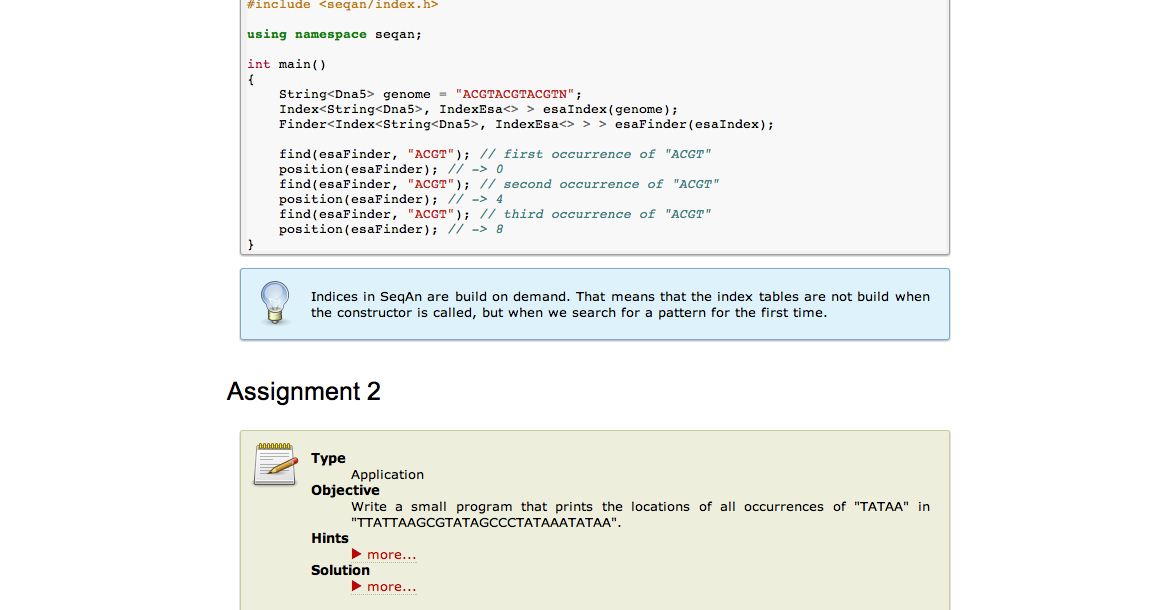 #include <seqan/index.h>
using namespace seqan;
int main()
{
String<Dna5> genome = "ACGTACGTACGTN";
Index<String<Dna5>, IndexEsa<> > esaIndex(genome);
Finder<Index<String<Dna5>, IndexEsa<> > > esaFinder(esaIndex);
find(esaFinder, "ACGT"); // first occurrence of "ACGT"
position(esaFinder); // -> 0
find(esaFinder, "ACGT"); // second occurrence of "ACGT"
position(esaFinder); // -> 4
find(esaFinder, "ACGT"); // third occurrence of "ACGT"
position(esaFinder); // -> 8
}
Indices in SeqAn are build on demand. That means that the index tables are not build when
the constructor is called, but when we search for a pattern for the first time.
Assignment 2
Type
Application
Objective
Write a small program that prints the locations of all occurrences of "TATAA" in
"TTATTAAGCGTATAGCCCTATAAATATAA".
Hints
more...
Solution
more...